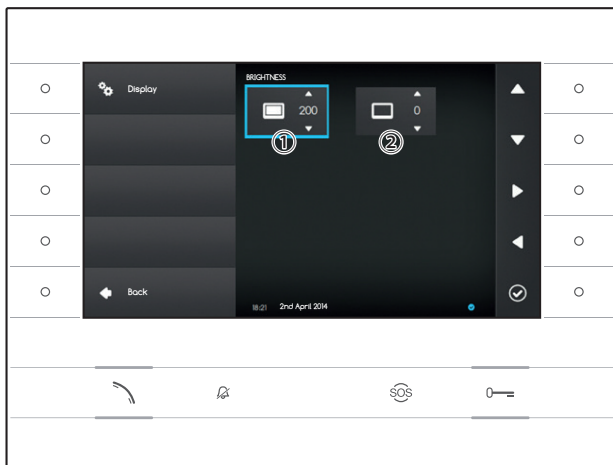 BRIGHTNESS
Display
200
0
①
②
Back
18:21 2nd April 2014
SOS